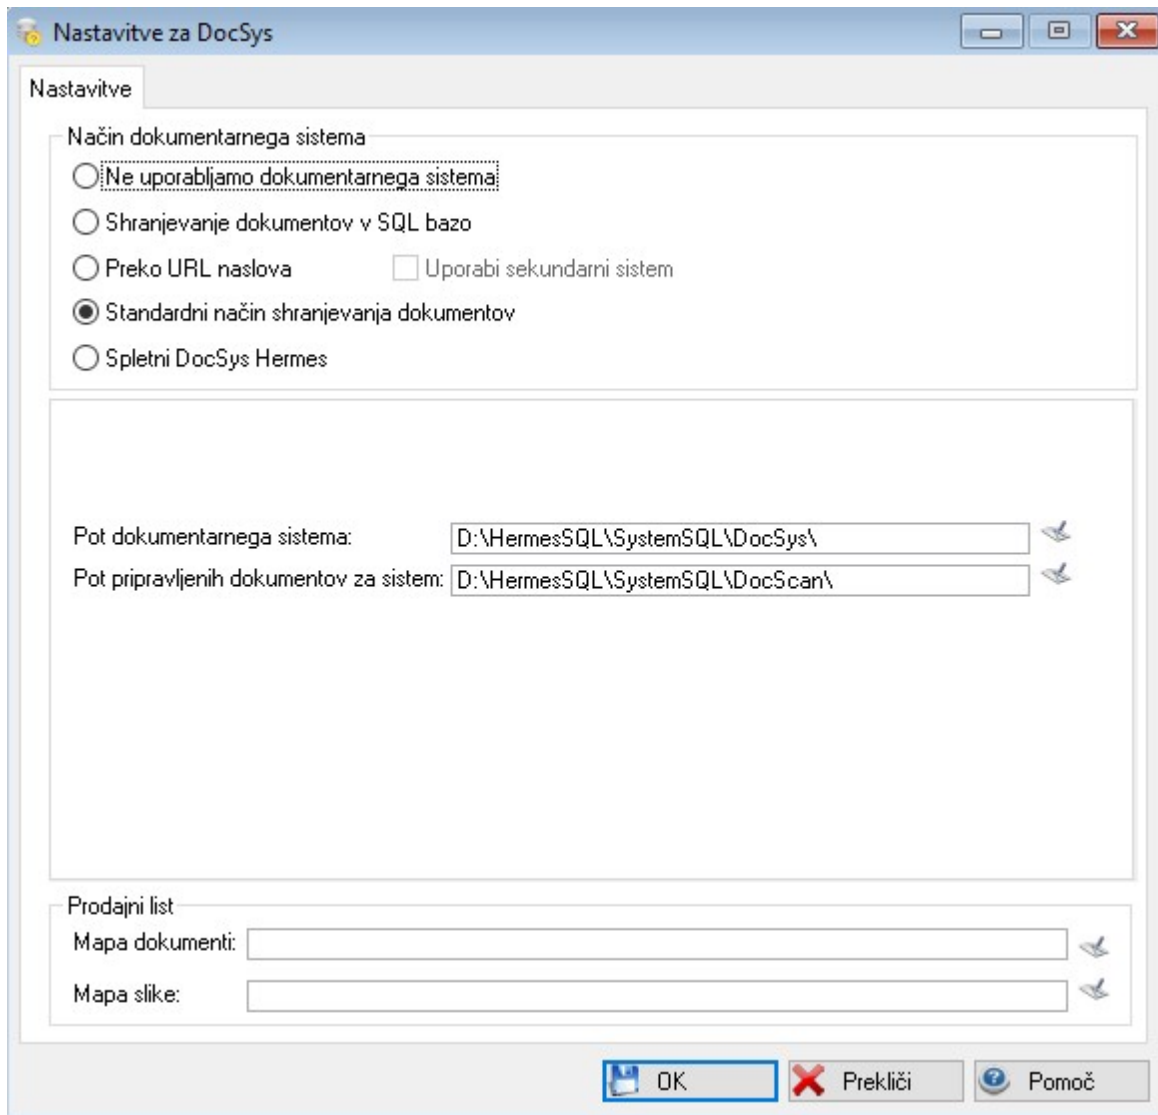 Nastavitve za DocSys
Nastavitve
Način dokumentarnega sistema
Ne uporabljamo dokumentarnega sistema
Shranjevanje dokumentov v SQL bazo
Preko URL naslova Uporabi sekundarni sistem
Standardni način shranjevanja dokumentov
Spletni DocSys Hermes
Pot dokumentarnega sistema: D:\HermesSQL\SystemSQL\DocSys\
Pot pripravljenih dokumentov za sistem: D:\HermesSQL\SystemSQL\DocScan\
Prodajni list
Mapa dokumenti:
Mapa slike:
OK Prekliči Pomoč